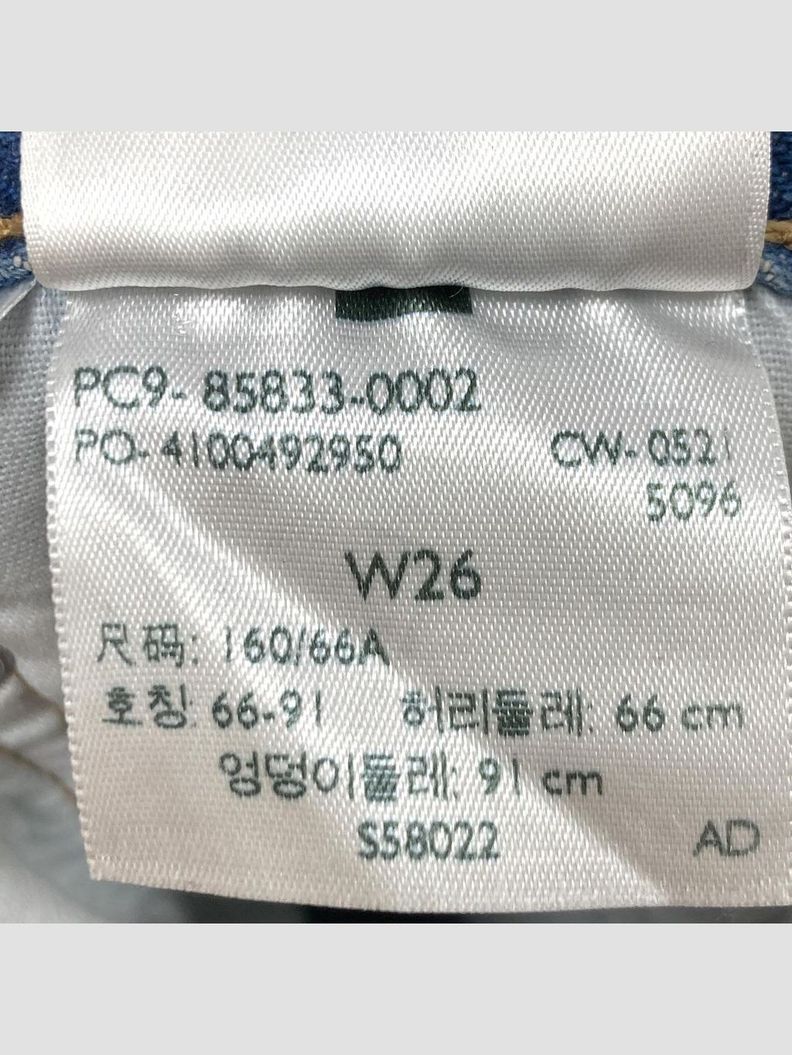 PC9- 85833-0002
PO- 4100492950 CW- 0521
5096
W26
尺码: 160/66A
호칭: 66-91 허리둘레: 66 cm
엉덩이둘레: 91 cm
S58022 AD